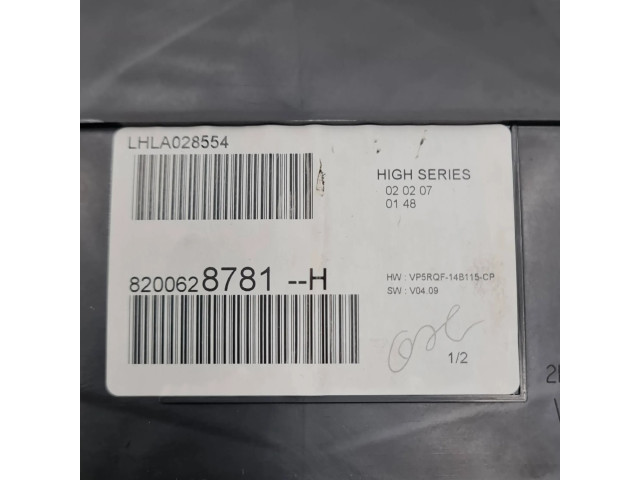 LHLA028554
HIGH SERIES
02 02 07
01 48
8200628781 --H
HW : VP5RQF-14B115-CP
SW : V04.09
1/2